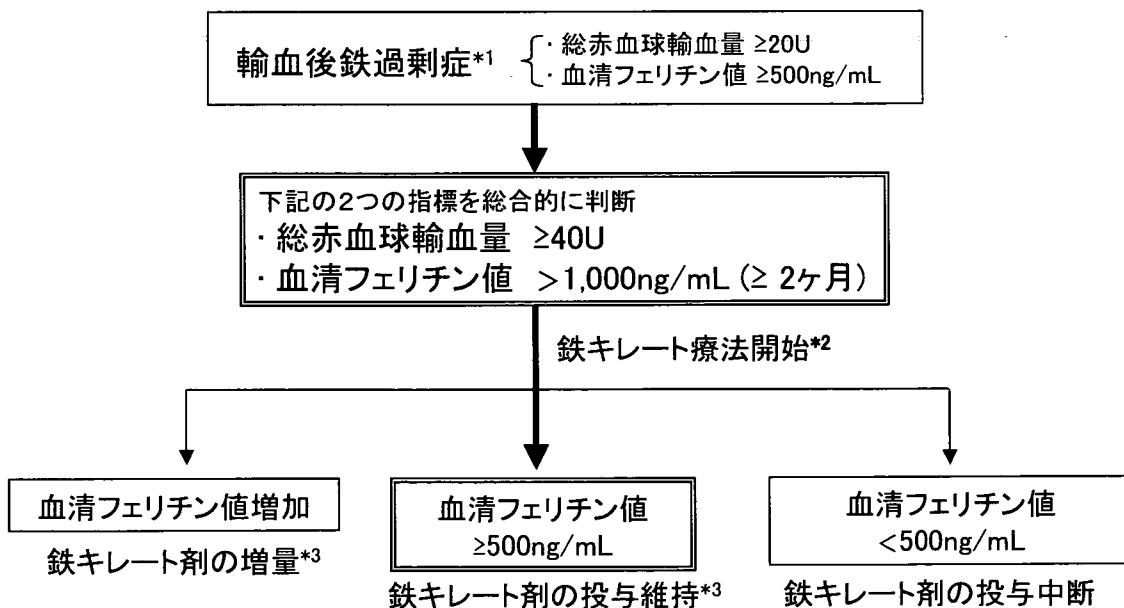 輸血後鉄過剰症*1
・総赤血球輸血量 ≥20U
・血清フェリチン値 ≥500ng/mL
下記の2つの指標を総合的に判断
・総赤血球輸血量 ≥40U
・血清フェリチン値 >1,000ng/mL (≥ 2ヶ月)
鉄キレート療法開始*2
血清フェリチン値増加
鉄キレート剤の増量*3
血清フェリチン値
≥500ng/mL
鉄キレート剤の投与維持*3
血清フェリチン値
<500ng/mL
鉄キレート剤の投与中断